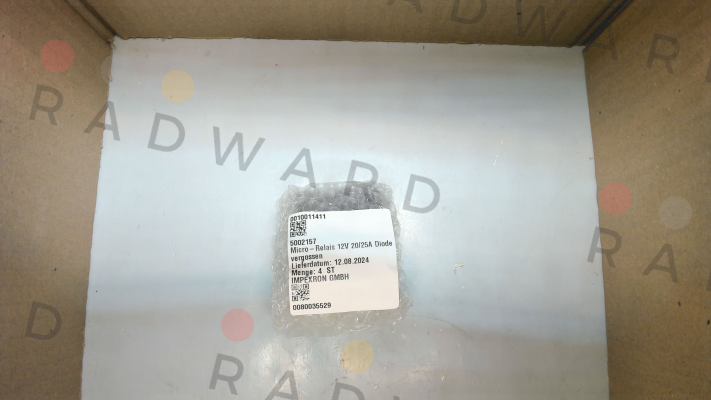 RADWARD
0010011411
5002157
Micro-Relais 12V 20/25A Diode
vergossen
Lieferdatum: 12.08.2024
Menge: 4 ST
IMPEXRON GMBH
0080035529
RADWARD
RADWARD
D
RADWARD